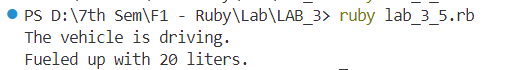 PS D:\7th Sem\F1 - Ruby\Lab\LAB_3> ruby lab_3_5.rb
The vehicle is driving.
Fueled up with 20 liters.